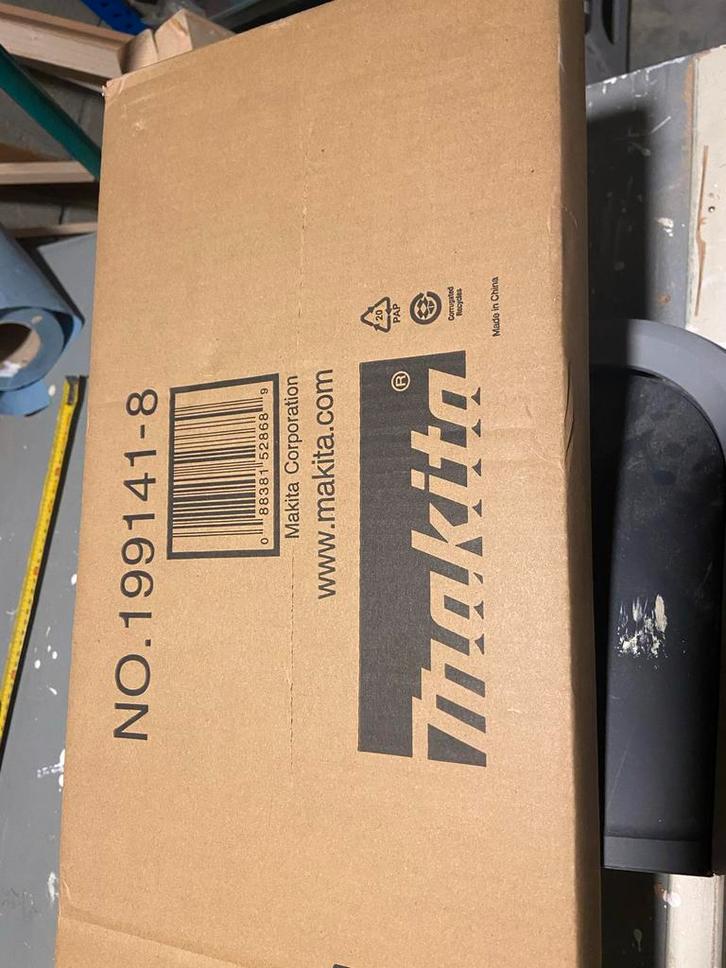 NO.199141-8
0 88381 52868 9
Makita Corporation
www.makita.com
makita®
20
PAP
Corrugated
Recycles
Made in China